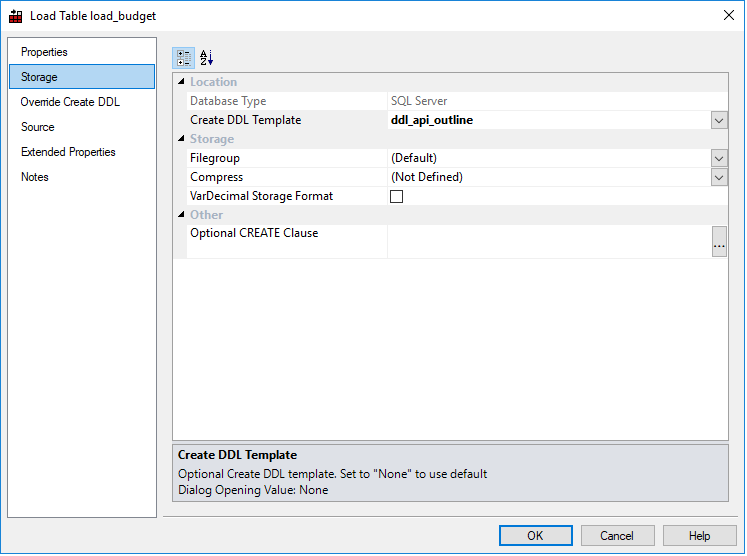 Load Table load_budget
Properties
Storage
Override Create DDL
Source
Extended Properties
Notes
Location
Database Type SQL Server
Create DDL Template ddl_api_outline
Storage
Filegroup (Default)
Compress (Not Defined)
VarDecimal Storage Format
Other
Optional CREATE Clause ...
Create DDL Template
Optional Create DDL template. Set to "None" to use default
Dialog Opening Value: None
OK Cancel Help